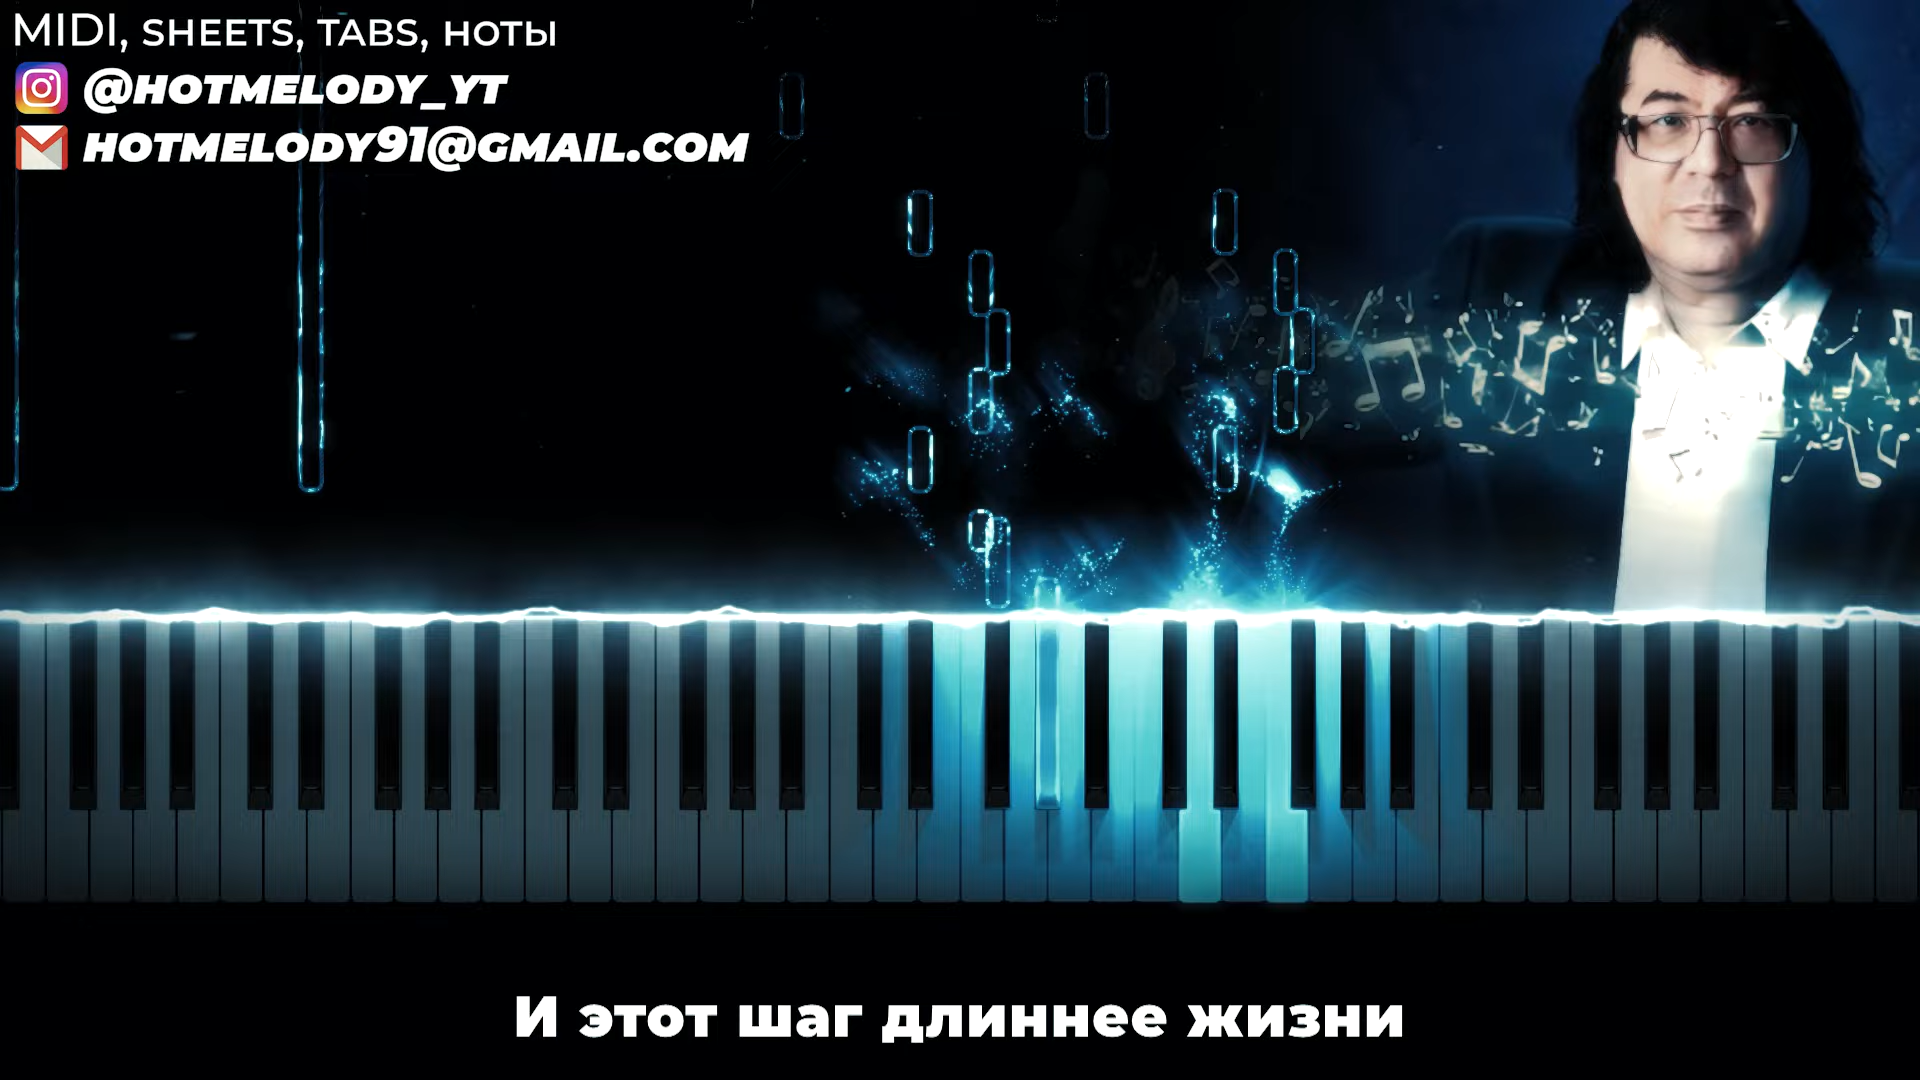 MIDI, SHEETS, TABS, НОТЫ
@HOTMELODY_YT
HOTMELODY91@GMAIL.COM
И этот шаг длиннее жизни